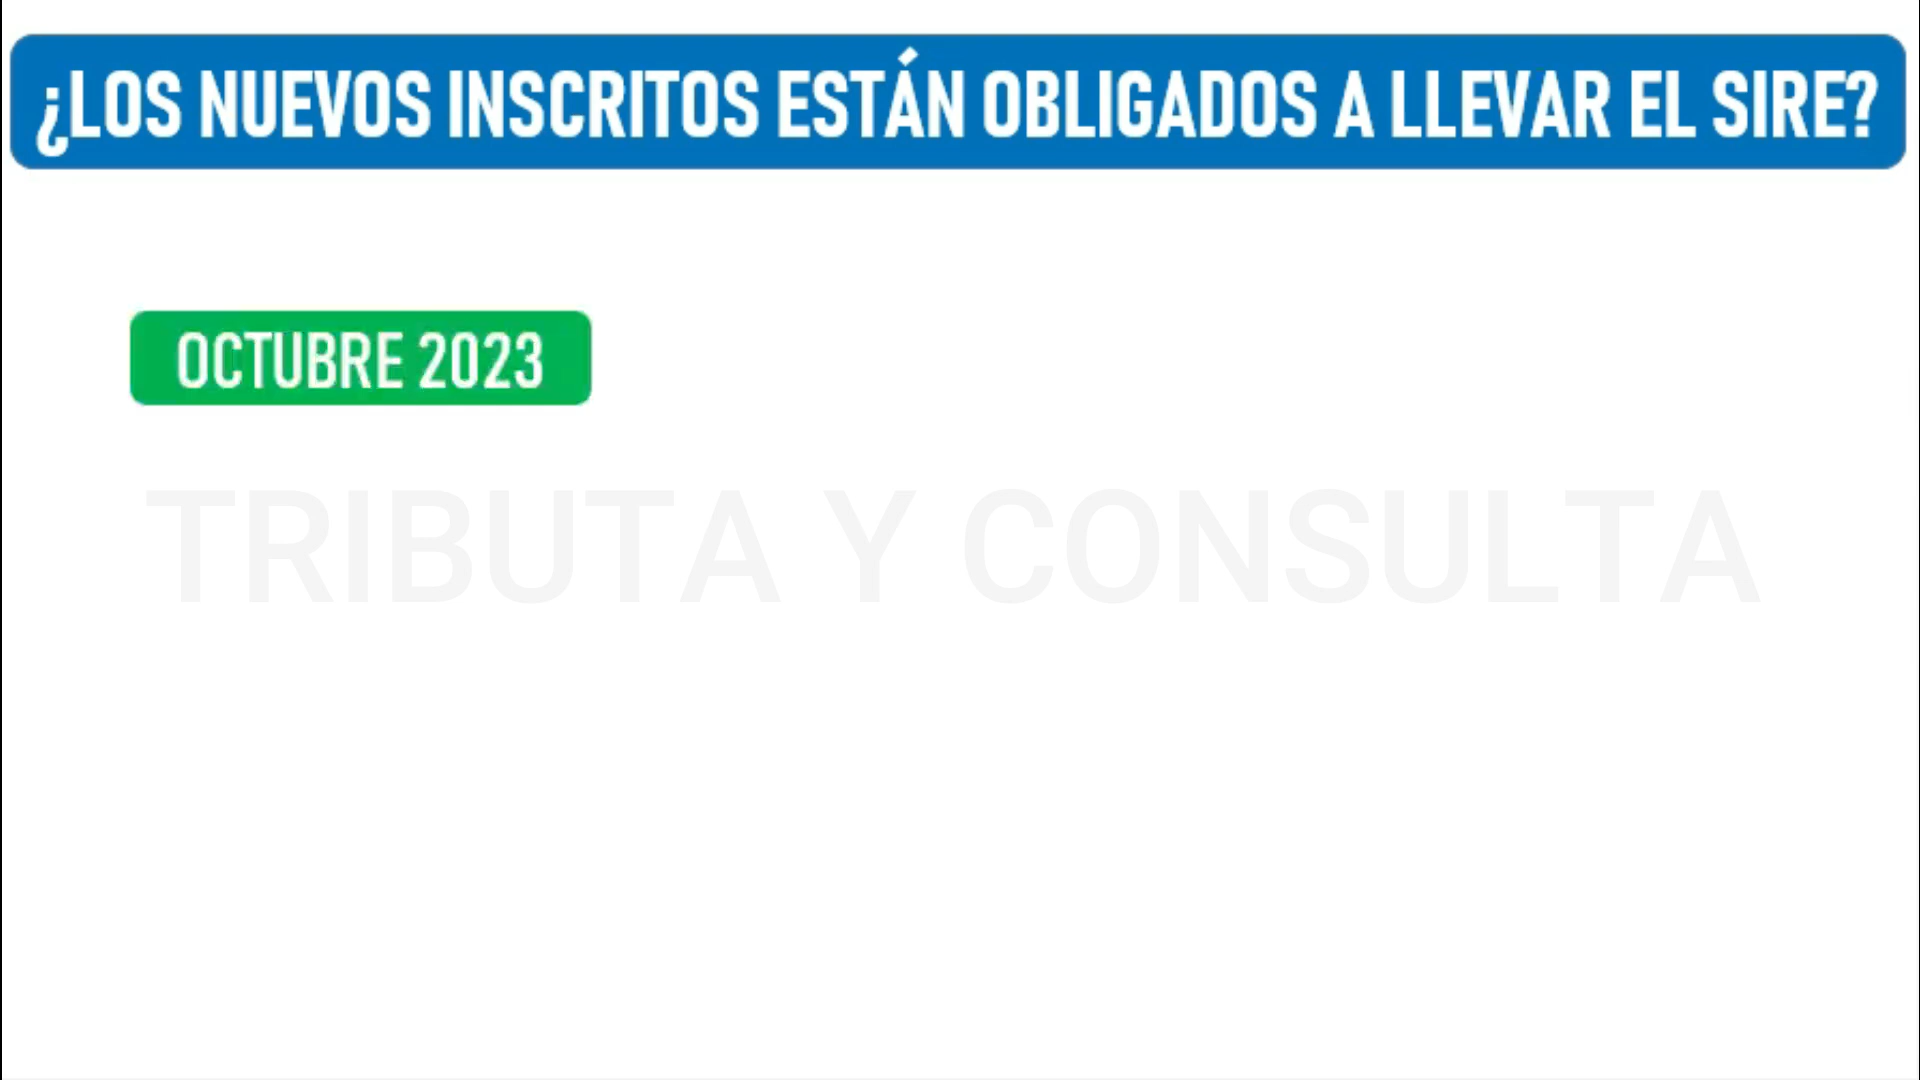 ¿LOS NUEVOS INSCRITOS ESTÁN OBLIGADOS A LLEVAR EL SIRE?
OCTUBRE 2023
TRIBUTA Y CONSULTA